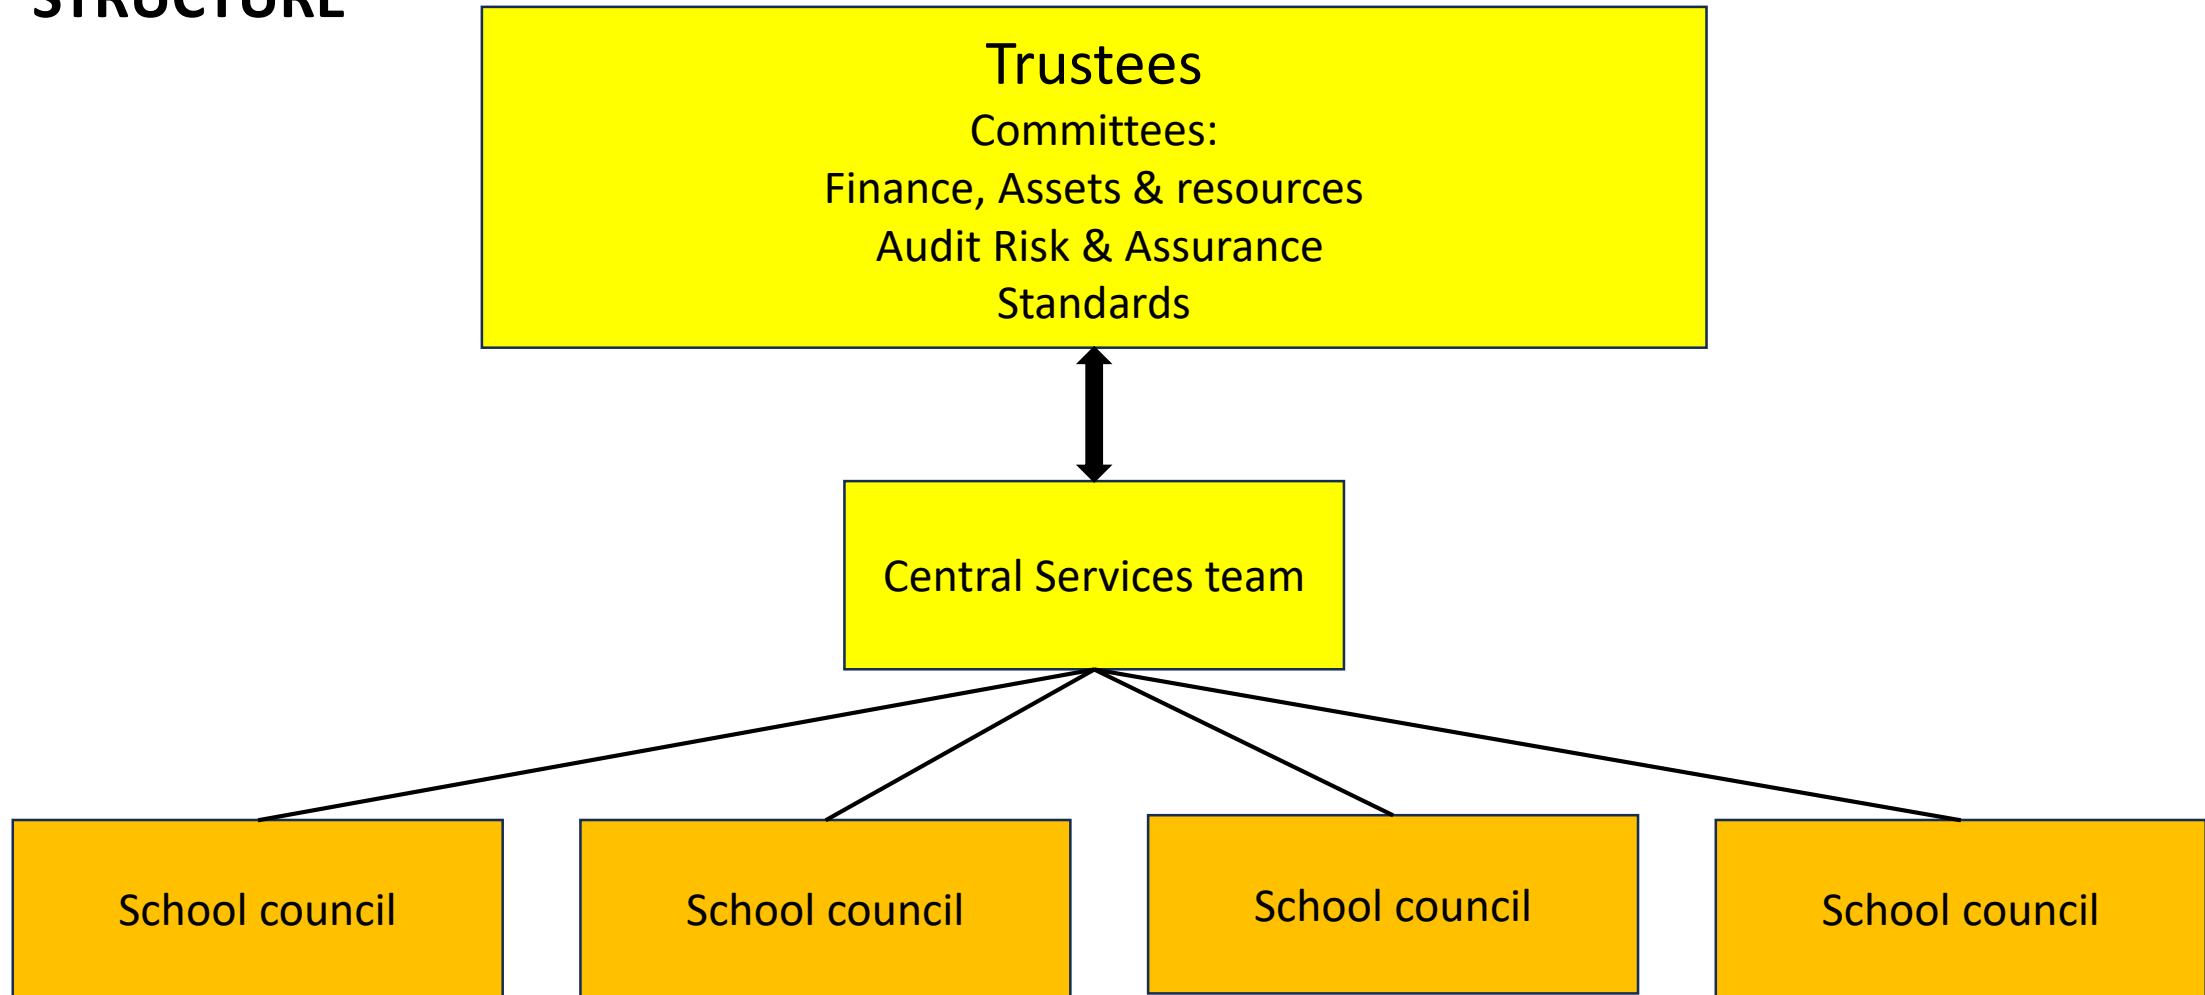 STRUCTURE
Trustees
Committees:
Finance, Assets & resources
Audit Risk & Assurance
Standards
Central Services team
School council
School council
School council
School council